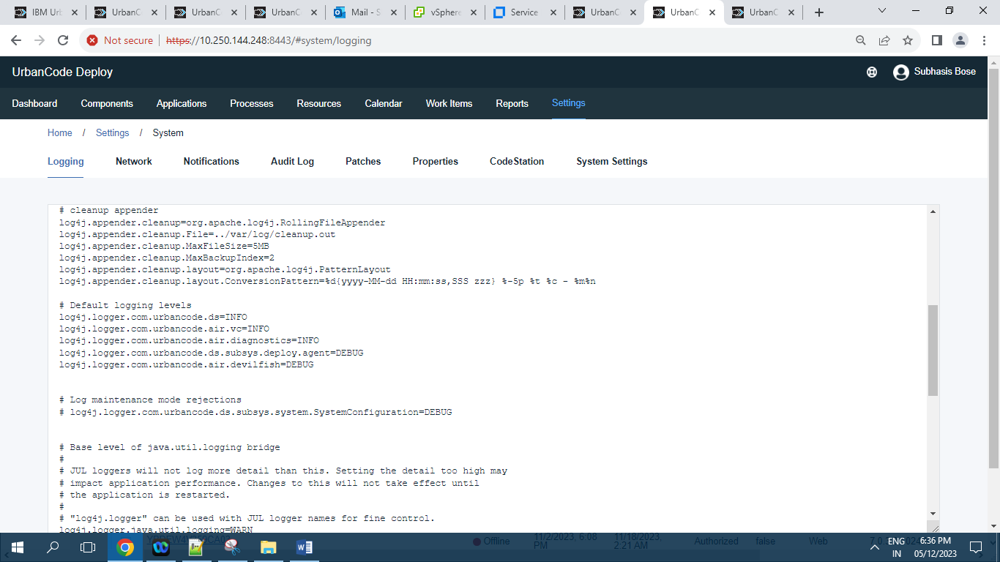 IBM Urb
UrbanC
UrbanC
UrbanC
Mail - S
vSphere
Service
UrbanC
UrbanC
UrbanC
Not secure
https://10.250.144.248:8443/#system/logging
UrbanCode Deploy
Subhasis Bose
Dashboard Components Applications Processes Resources Calendar Work Items Reports Settings
Home / Settings / System
Logging Network Notifications Audit Log Patches Properties CodeStation System Settings
# cleanup appender
log4j.appender.cleanup=org.apache.log4j.RollingFileAppender
log4j.appender.cleanup.File=../var/log/cleanup.out
log4j.appender.cleanup.MaxFileSize=5MB
log4j.appender.cleanup.MaxBackupIndex=2
log4j.appender.cleanup.layout=org.apache.log4j.PatternLayout
log4j.appender.cleanup.layout.ConversionPattern=%d{yyyy-MM-dd HH:mm:ss,SSS zzz} %-5p %t %c - %m%n
# Default logging levels
log4j.logger.com.urbancode.ds=INFO
log4j.logger.com.urbancode.air.vc=INFO
log4j.logger.com.urbancode.air.diagnostics=INFO
log4j.logger.com.urbancode.ds.subsys.deploy.agent=DEBUG
log4j.logger.com.urbancode.air.devilfish=DEBUG
# Log maintenance mode rejections
# log4j.logger.com.urbancode.ds.subsys.system.SystemConfiguration=DEBUG
# Base level of java.util.logging bridge
#
# JUL loggers will not log more detail than this. Setting the detail too high may
# impact application performance. Changes to this will not take effect until
# the application is restarted.
#
# "log4j.logger" can be used with JUL logger names for fine control.
log4j.logger.java.util.logging=WARN
Offline
11/2/2023, 6:08 PM
11/18/2023, 2:21 AM
Authorized
false
Web
ENG
IN
6:36 PM
05/12/2023